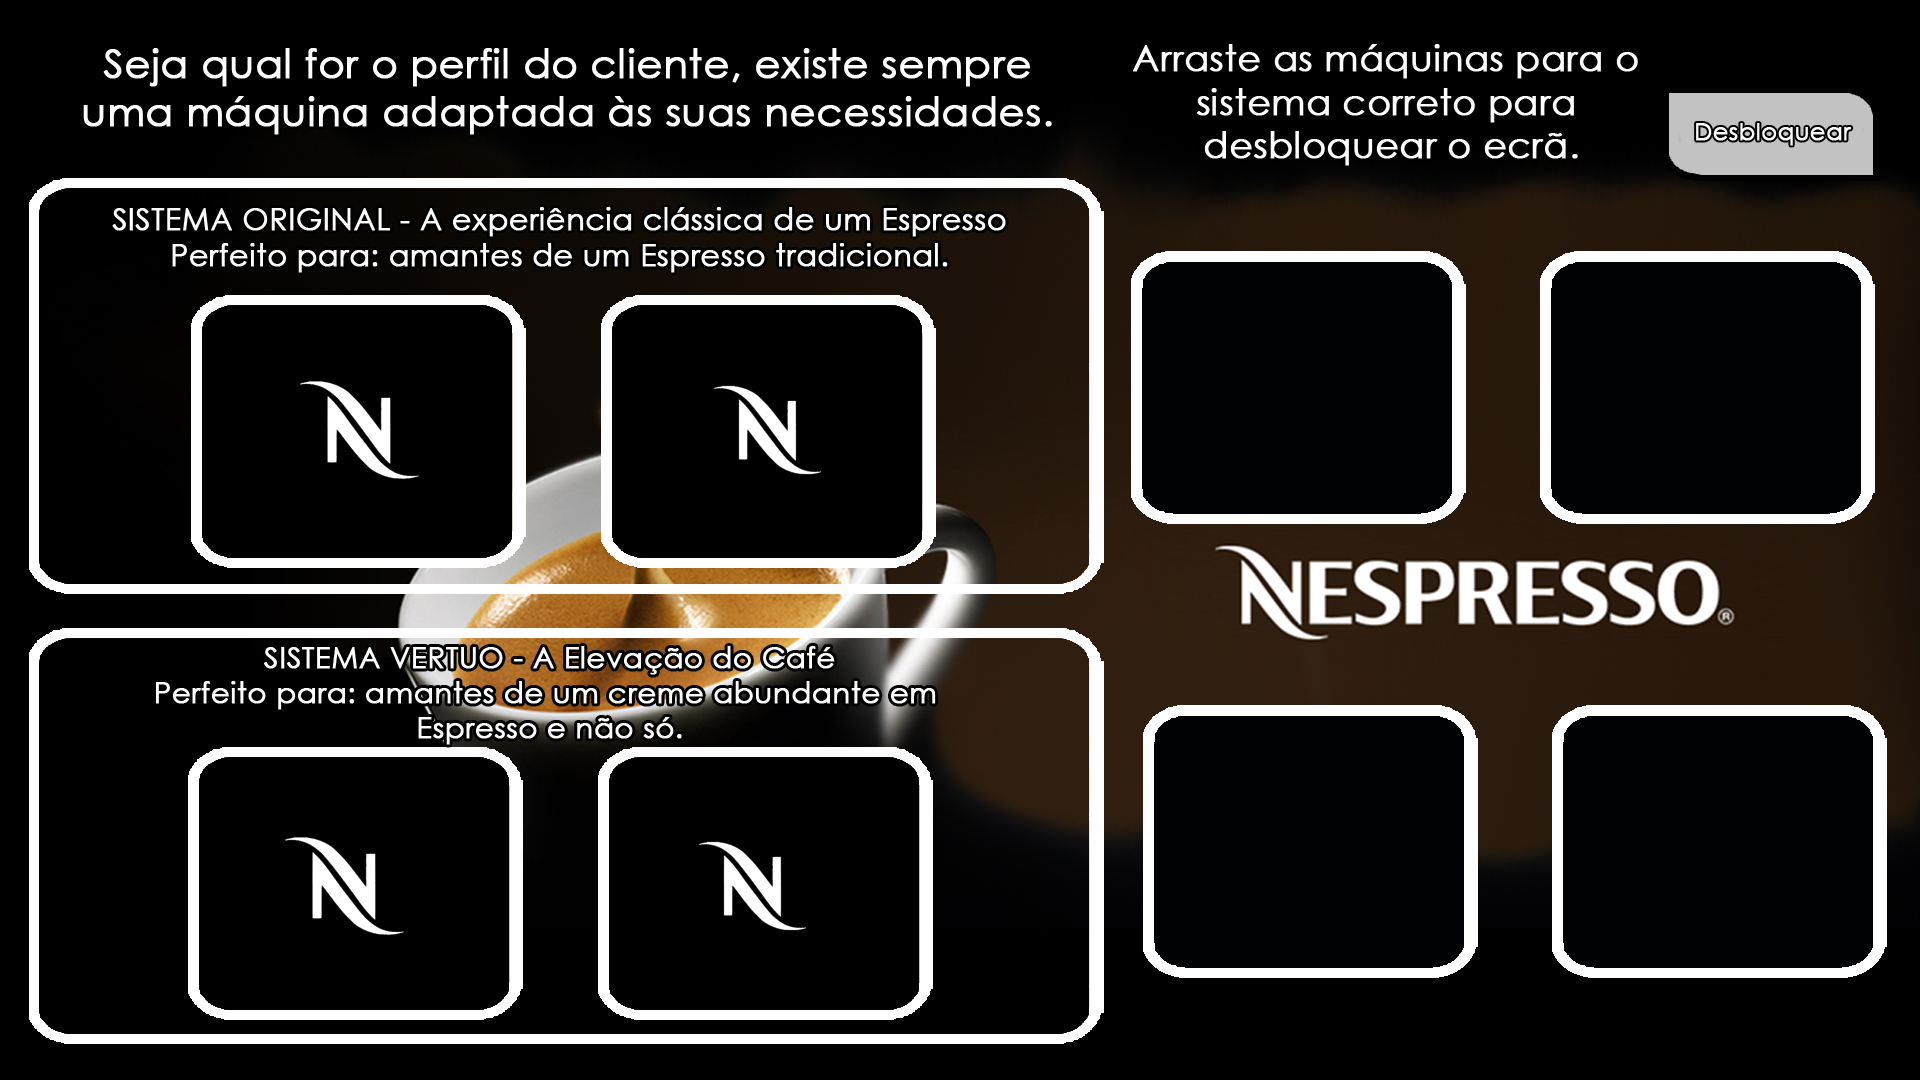 Seja qual for o perfil do cliente, existe sempre
uma máquina adaptada às suas necessidades.
Arraste as máquinas para o
sistema correto para
desbloquear o ecrã.
Desbloquear
SISTEMA ORIGINAL - A experiência clássica de um Espresso
Perfeito para: amantes de um Espresso tradicional.
N
N
NESPRESSO®
SISTEMA VERTUO - A Elevação do Café
Perfeito para: amantes de um creme abundante em
Espresso e não só.
N
N